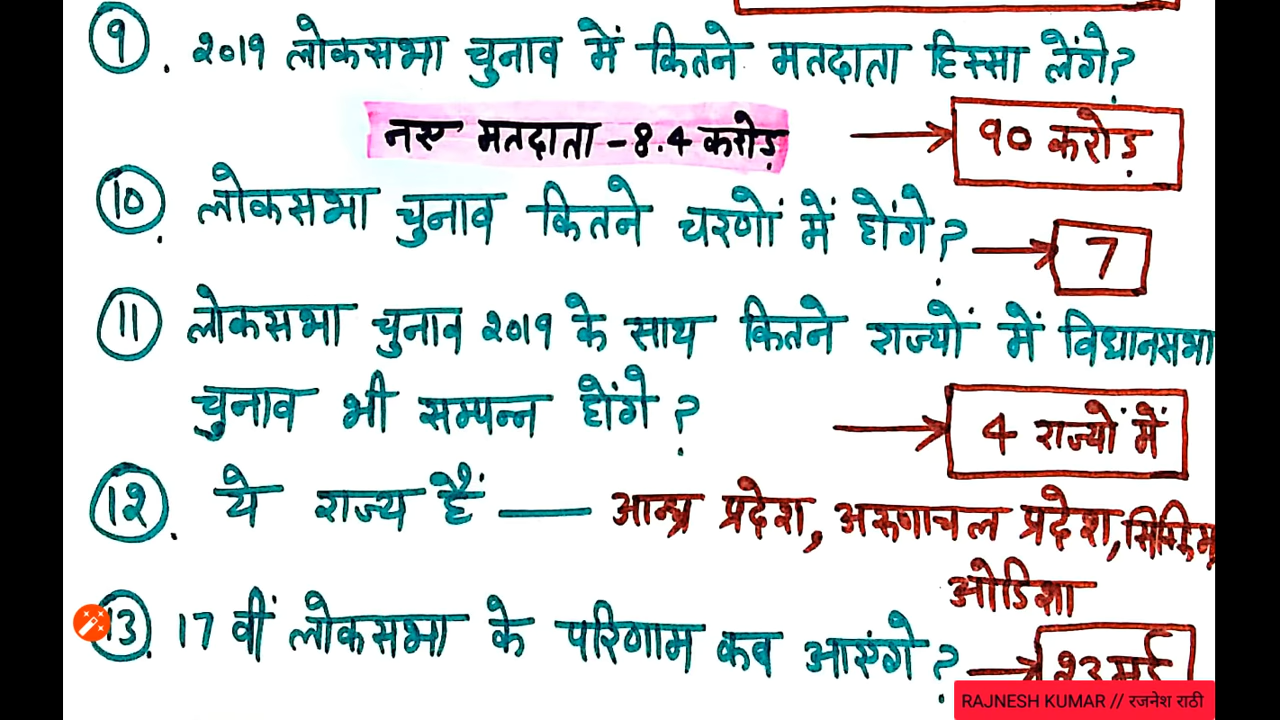 ९. २०१९ लोकसभा चुनाव में कितने मतदाता हिस्सा लेंगे?
नए मतदाता - 8.4 करोड़ → ९० करोड़
10. लोकसभा चुनाव कितने चरणों में होंगे? → 7
11 लोकसभा चुनाव २०१९ के साथ कितने राज्यों में विधानसभा
चुनाव भी सम्पन्न होंगे? → 4 राज्यों में
1२. ये राज्य हैं — आन्ध्र प्रदेश, अरुणाचल प्रदेश, सिक्किम,
ओडिशा
13. 17 वीं लोकसभा के परिणाम कब आएंगे? → २३ मई
RAJNESH KUMAR // रजनेश राठी